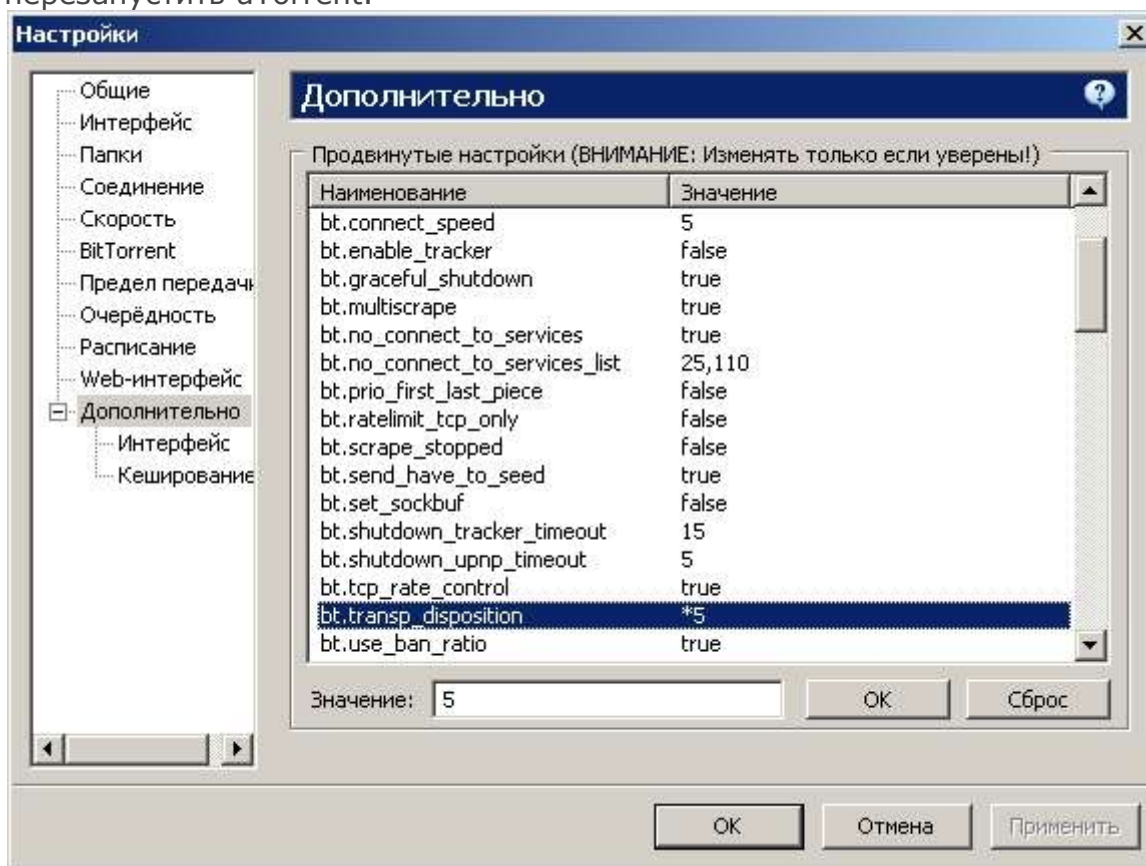 перезапустить uTorrent.
Настройки
Общие
Интерфейс
Папки
Соединение
Скорость
BitTorrent
Предел передачи
Очерёдность
Расписание
Web-интерфейс
Дополнительно
Интерфейс
Кеширование
Дополнительно
Продвинутые настройки (ВНИМАНИЕ: Изменять только если уверены!)
Наименование Значение
bt.connect_speed 5
bt.enable_tracker false
bt.graceful_shutdown true
bt.multiscrape true
bt.no_connect_to_services true
bt.no_connect_to_services_list 25,110
bt.prio_first_last_piece false
bt.ratelimit_tcp_only false
bt.scrape_stopped false
bt.send_have_to_seed true
bt.set_sockbuf false
bt.shutdown_tracker_timeout 15
bt.shutdown_upnp_timeout 5
bt.tcp_rate_control true
bt.transp_disposition *5
bt.use_ban_ratio true
Значение: 5 OK Сброс
OK Отмена Применить